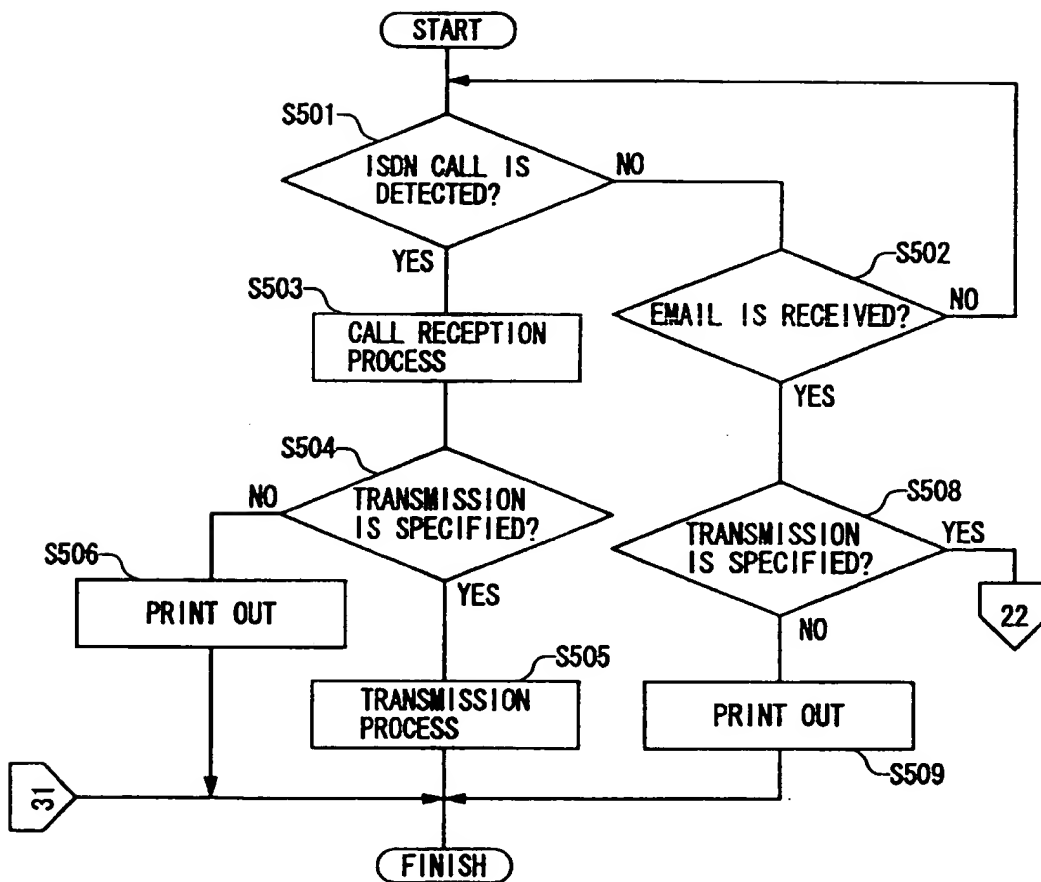 START
S501
ISDN CALL IS
DETECTED?
NO
YES
S502
EMAIL IS RECEIVED?
NO
YES
S503
CALL RECEPTION
PROCESS
S504
TRANSMISSION
IS SPECIFIED?
NO
YES
S508
TRANSMISSION
IS SPECIFIED?
YES
NO
22
S506
PRINT OUT
S505
TRANSMISSION
PROCESS
PRINT OUT
S509
31
FINISH